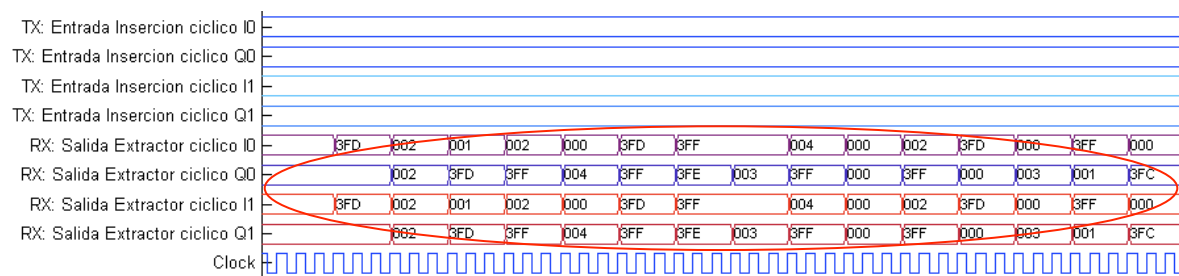 TX: Entrada Insercion ciclico I0
TX: Entrada Insercion ciclico Q0
TX: Entrada Insercion ciclico I1
TX: Entrada Insercion ciclico Q1
RX: Salida Extractor ciclico I0 3FD 002 001 002 000 3FD 3FF 004 000 002 3FD 000 3FF 000
RX: Salida Extractor ciclico Q0 002 3FD 3FF 004 3FF 3FE 003 3FF 000 3FF 000 003 001 3FC
RX: Salida Extractor ciclico I1 3FD 002 001 002 000 3FD 3FF 004 000 002 3FD 000 3FF 000
RX: Salida Extractor ciclico Q1 002 3FD 3FF 004 3FF 3FE 003 3FF 000 3FF 000 003 001 3FC
Clock